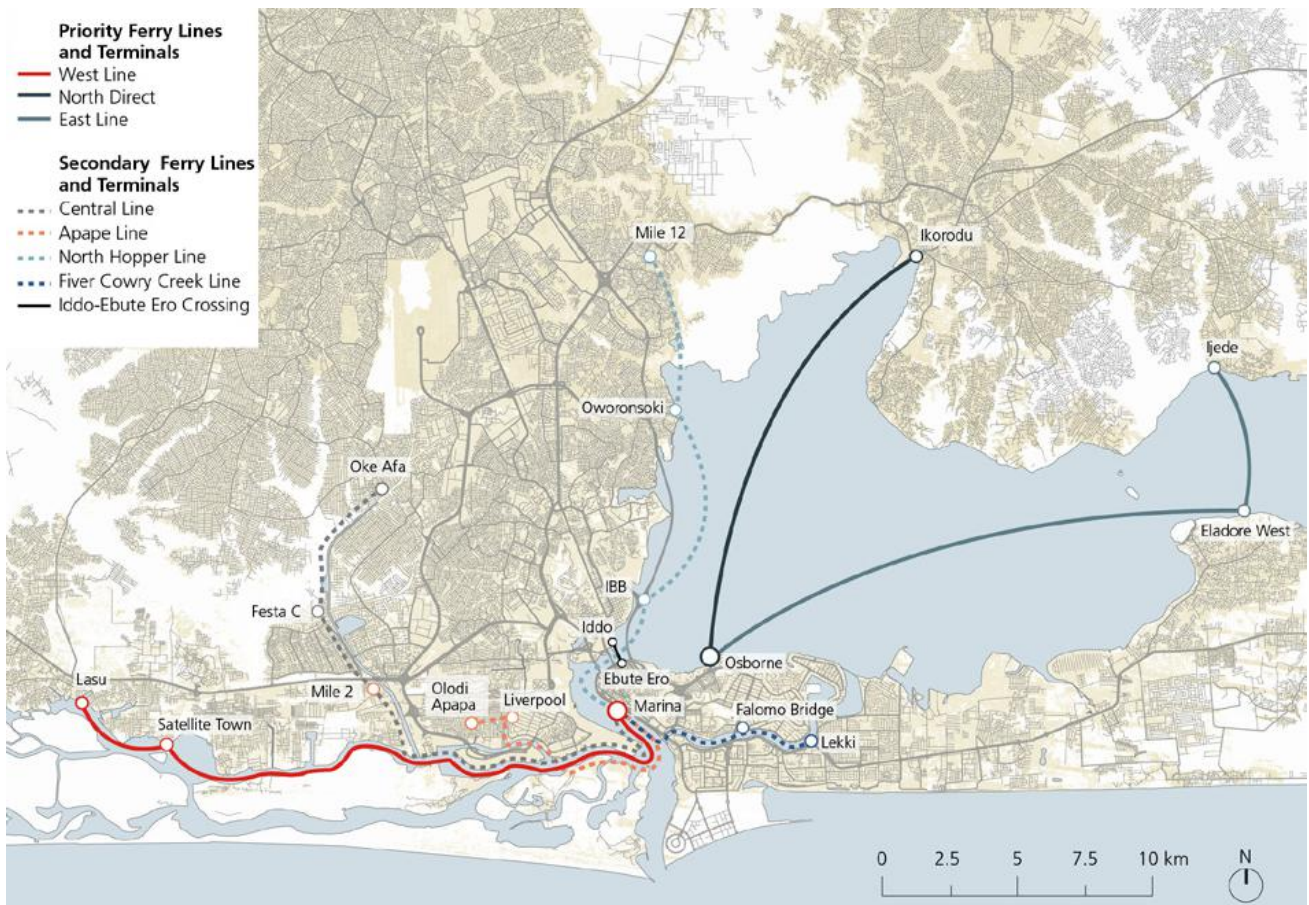 Priority Ferry Lines
and Terminals
West Line
North Direct
East Line
Secondary Ferry Lines
and Terminals
Central Line
Apape Line
North Hopper Line
Fiver Cowry Creek Line
Iddo-Ebute Ero Crossing
Mile 12
Ikorodu
Ijede
Oworonsoki
Oke Afa
Eladore West
IBB
Festa C
Iddo
Osborne
Ebute Ero
Lasu
Mile 2
Olodi
Apapa
Liverpool
Marina
Falomo Bridge
Satellite Town
Lekki
0 2.5 5 7.5 10 km
N